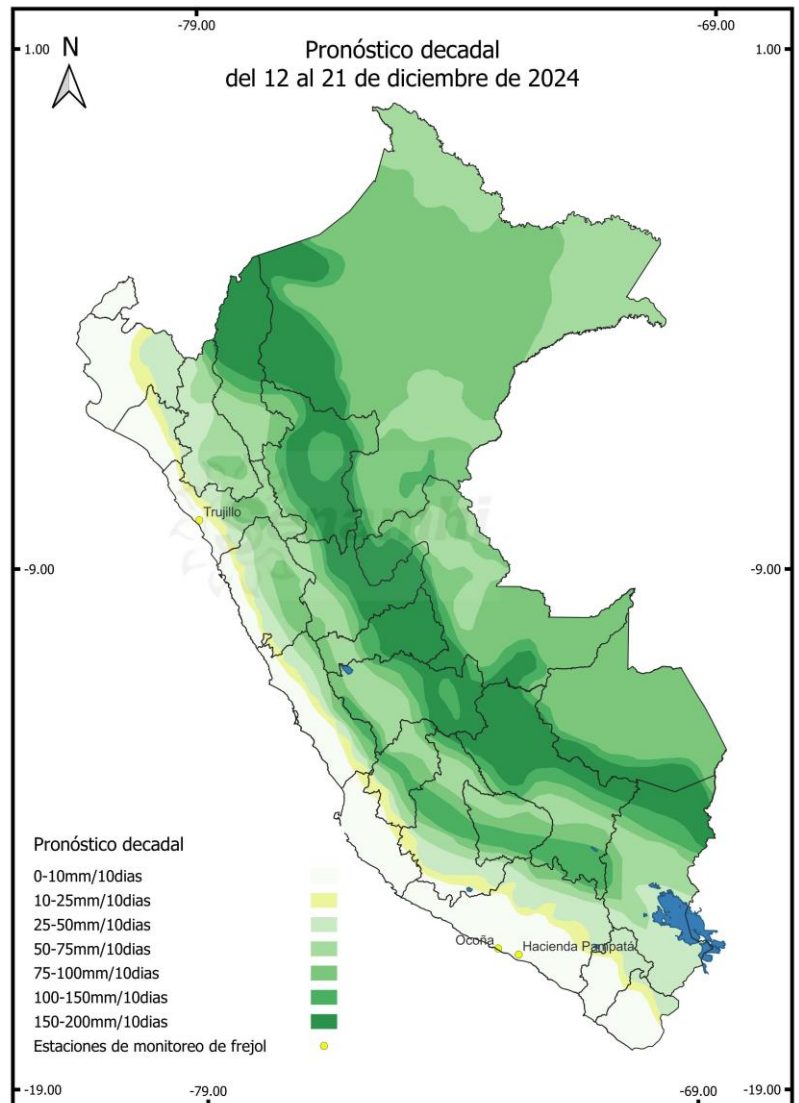 -79.00
-69.00
1.00
N
Pronóstico decadal
1.00
del 12 al 21 de diciembre de 2024
Trujillo
senamhi
-9.00
-9.00
Ocoña
Hacienda Pampatá
Pronóstico decadal
0-10mm/10dias
10-25mm/10dias
25-50mm/10dias
50-75mm/10dias
75-100mm/10dias
100-150mm/10dias
150-200mm/10dias
Estaciones de monitoreo de frejol
-19.00
-79.00
-69.00
-19.00